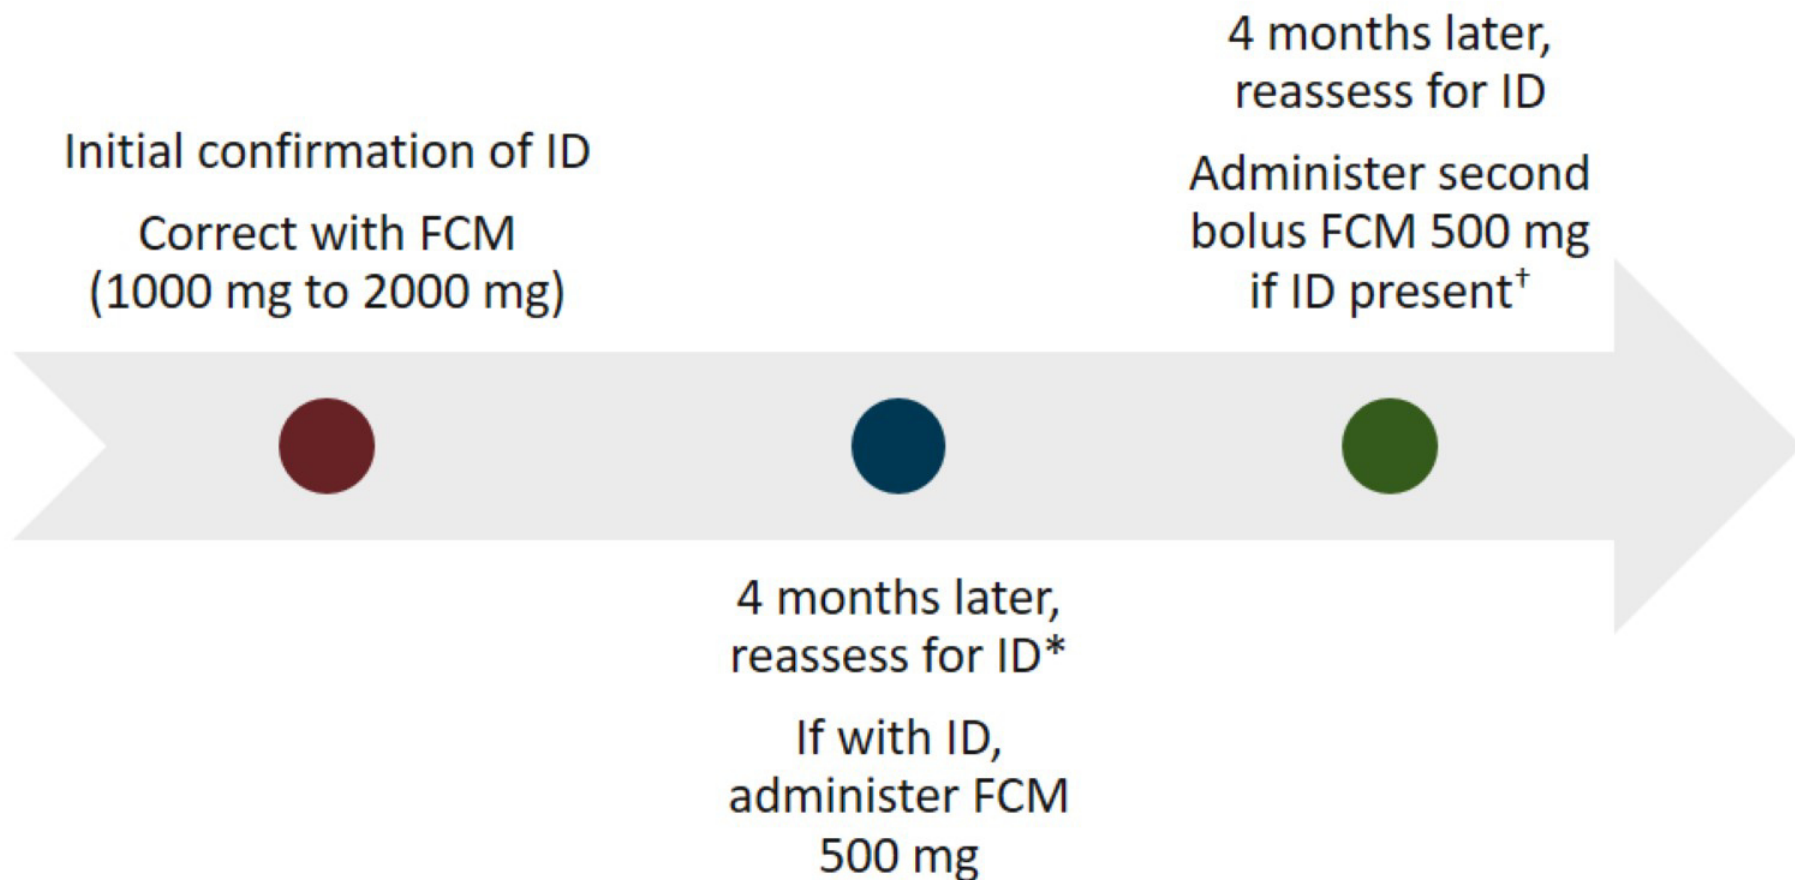 Initial confirmation of ID
Correct with FCM
(1000 mg to 2000 mg)
4 months later,
reassess for ID*
If with ID,
administer FCM
500 mg
4 months later,
reassess for ID
Administer second
bolus FCM 500 mg
if ID present†